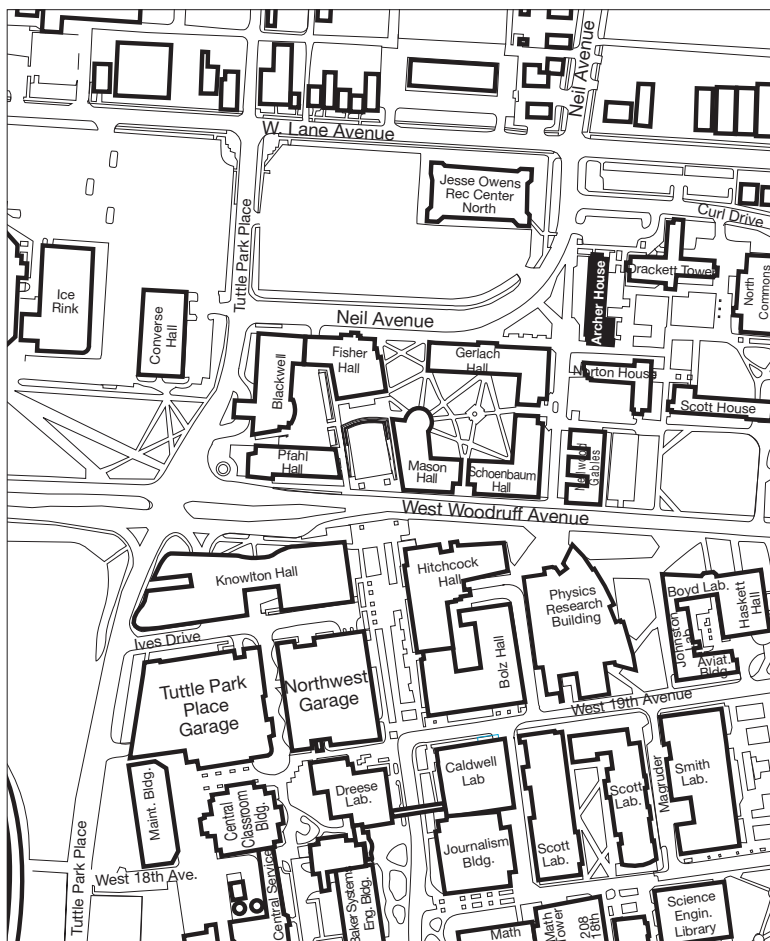 Neil Avenue
W. Lane Avenue
Jesse Owens
Rec Center
North
Curl Drive
Tuttle Park Place
Archer House
Drackett Tower
North
Commons
Ice
Rink
Converse
Hall
Neil Avenue
Blackwell
Fisher
Hall
Gerlach
Hall
Norton House
Scott House
Pfahl
Hall
Mason
Hall
Schoenbaum
Hall
Neilwood
Gables
West Woodruff Avenue
Knowlton Hall
Hitchcock
Hall
Physics
Research
Building
Boyd Lab.
Haskett
Hall
Johnston
Lab.
Aviat.
Bldg.
Bolz Hall
Ives Drive
Tuttle Park
Place
Garage
Northwest
Garage
West 19th Avenue
Maint. Bldg.
Dreese
Lab.
Caldwell
Lab
Scott
Lab.
Magruder
Smith
Lab.
Central
Classroom
Bldg.
Journalism
Bldg.
Scott
Lab.
West 18th Ave.
Tuttle Park Place
Central Service
Baker Systems
Eng. Bldg.
Math
Math
Tower
208
18th
Science
Engin.
Library